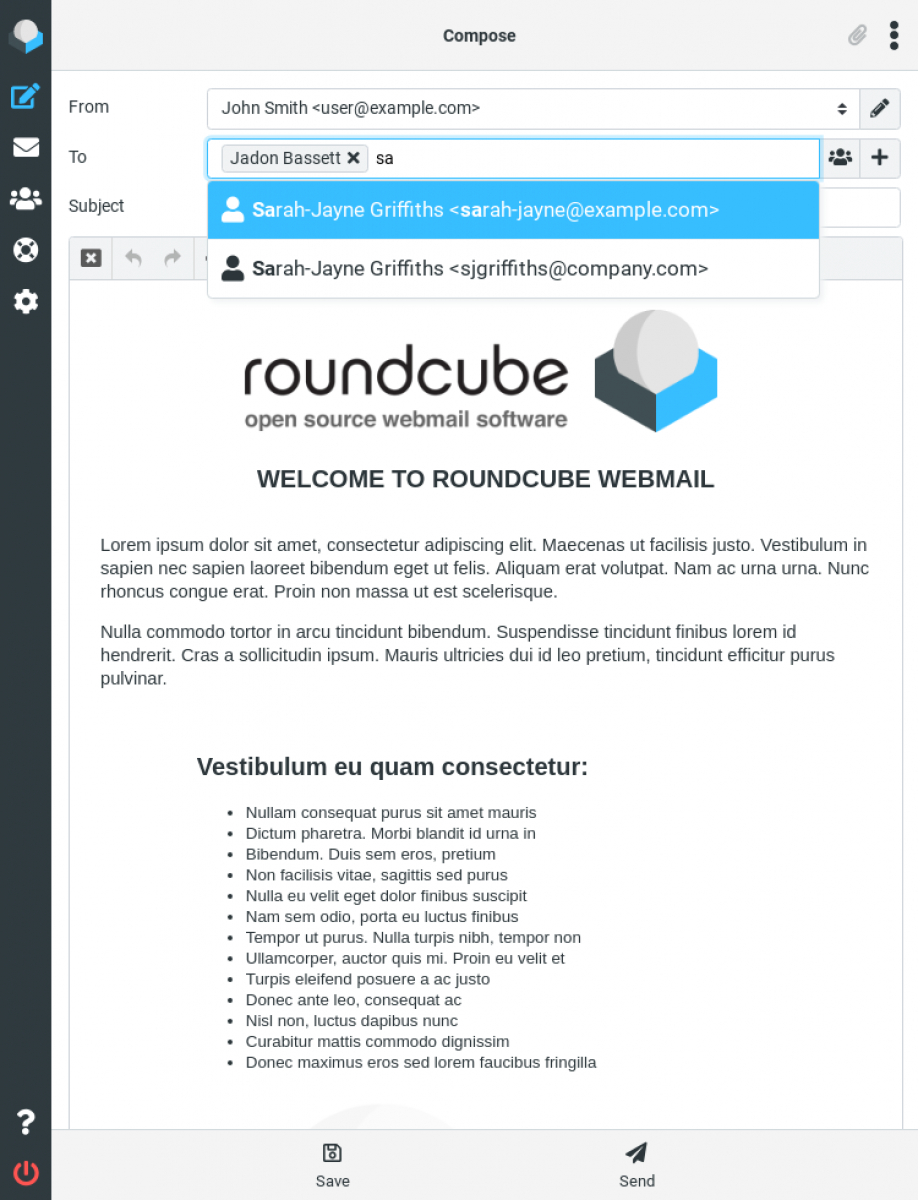 Compose
From
John Smith <user@example.com>
To
Jadon Bassett
sa
Subject
Sarah-Jayne Griffiths <sarah-jayne@example.com>
Sarah-Jayne Griffiths <sjgriffiths@company.com>
roundcube
open source webmail software
WELCOME TO ROUNDCUBE WEBMAIL
Lorem ipsum dolor sit amet, consectetur adipiscing elit. Maecenas ut facilisis justo. Vestibulum in
sapien nec sapien laoreet bibendum eget ut felis. Aliquam erat volutpat. Nam ac urna urna. Nunc
rhoncus congue erat. Proin non massa ut est scelerisque.
Nulla commodo tortor in arcu tincidunt bibendum. Suspendisse tincidunt finibus lorem id
hendrerit. Cras a sollicitudin ipsum. Mauris ultricies dui id leo pretium, tincidunt efficitur purus
pulvinar.
Vestibulum eu quam consectetur:
• Nullam consequat purus sit amet mauris
• Dictum pharetra. Morbi blandit id urna in
• Bibendum. Duis sem eros, pretium
• Non facilisis vitae, sagittis sed purus
• Nulla eu velit eget dolor finibus suscipit
• Nam sem odio, porta eu luctus finibus
• Tempor ut purus. Nulla turpis nibh, tempor non
• Ullamcorper, auctor quis mi. Proin eu velit et
• Turpis eleifend posuere a ac justo
• Donec ante leo, consequat ac
• Nisl non, luctus dapibus nunc
• Curabitur mattis commodo dignissim
• Donec maximus eros sed lorem faucibus fringilla
Save
Send